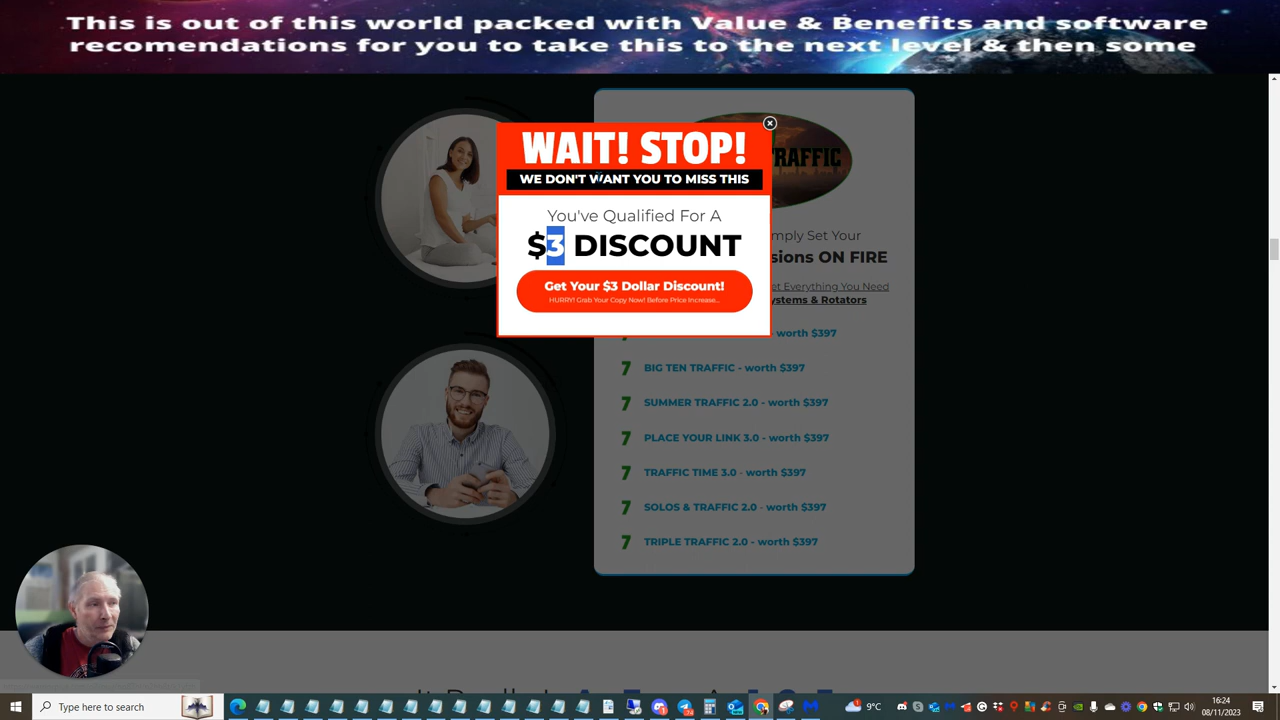 This is out of this world packed with Value & Benefits and software
recomendations for you to take this to the next level & then some
WAIT! STOP!
WE DON'T WANT YOU TO MISS THIS
You've Qualified For A
$3 DISCOUNT
Get Your $3 Dollar Discount!
HURRY! Grab Your Copy Now! Before Price Increase...
TRAFFIC
Set Your
ON FIRE
Everything You Need
& Rotators
- worth $397
BIG TEN TRAFFIC - worth $397
SUMMER TRAFFIC 2.0 - worth $397
PLACE YOUR LINK 3.0 - worth $397
TRAFFIC TIME 3.0 - worth $397
SOLOS & TRAFFIC 2.0 - worth $397
TRIPLE TRAFFIC 2.0 - worth $397
Type here to search
9°C
16:24
08/11/2023